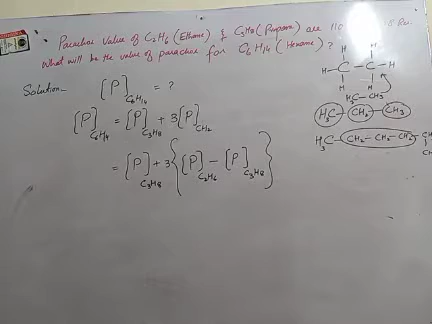 Parachor value of C2H6 (Ethane) & C3H8 (Propane) are 110
What will be the value of parachor for C6H14 (Hexane)?
Solution- [P]C6H14 = ?
[P]C6H4 = [P]C3H8 + 3[P]CH2
= [P]C3H8 + 3{[P]C2H6 - [P]C3H8}
H H
H-C-C-H
H H
H3C-CH3
H3C-CH2-CH3
H3C-CH2-CH2-CH2-